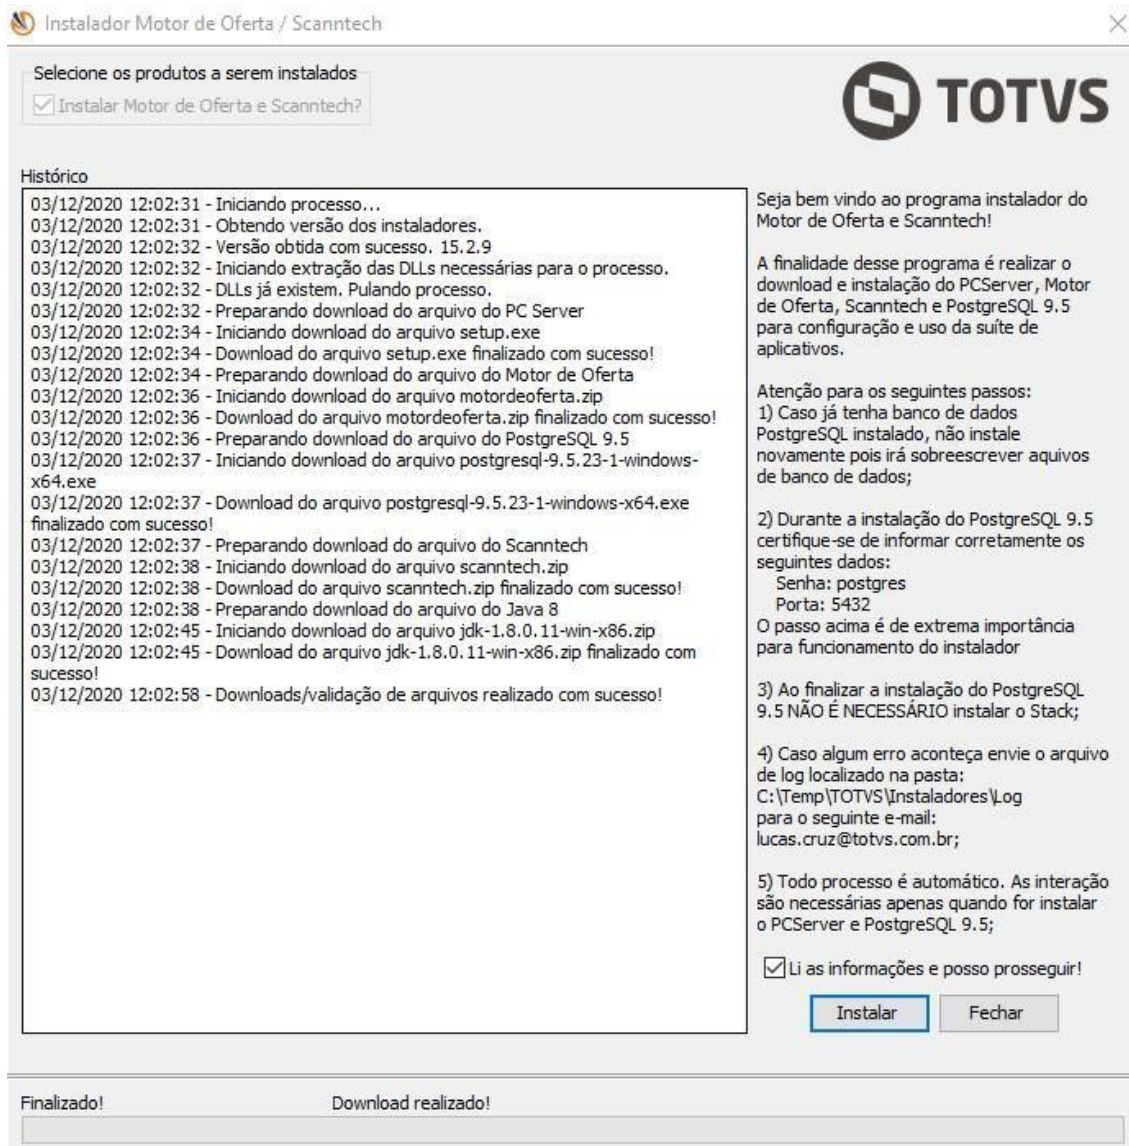 Instalador Motor de Oferta / Scanntech
Selecione os produtos a serem instalados
Instalar Motor de Oferta e Scanntech?
TOTVS
Histórico
03/12/2020 12:02:31 - Iniciando processo...
03/12/2020 12:02:31 - Obtendo versão dos instaladores.
03/12/2020 12:02:32 - Versão obtida com sucesso. 15.2.9
03/12/2020 12:02:32 - Iniciando extração das DLLs necessárias para o processo.
03/12/2020 12:02:32 - DLLs já existem. Pulando processo.
03/12/2020 12:02:32 - Preparando download do arquivo do PC Server
03/12/2020 12:02:34 - Iniciando download do arquivo setup.exe
03/12/2020 12:02:34 - Download do arquivo setup.exe finalizado com sucesso!
03/12/2020 12:02:34 - Preparando download do arquivo do Motor de Oferta
03/12/2020 12:02:36 - Iniciando download do arquivo motordeoferta.zip
03/12/2020 12:02:36 - Download do arquivo motordeoferta.zip finalizado com sucesso!
03/12/2020 12:02:36 - Preparando download do arquivo do PostgreSQL 9.5
03/12/2020 12:02:37 - Iniciando download do arquivo postgresql-9.5.23-1-windows-
x64.exe
03/12/2020 12:02:37 - Download do arquivo postgresql-9.5.23-1-windows-x64.exe
finalizado com sucesso!
03/12/2020 12:02:37 - Preparando download do arquivo do Scanntech
03/12/2020 12:02:38 - Iniciando download do arquivo scanntech.zip
03/12/2020 12:02:38 - Download do arquivo scanntech.zip finalizado com sucesso!
03/12/2020 12:02:38 - Preparando download do arquivo do Java 8
03/12/2020 12:02:45 - Iniciando download do arquivo jdk-1.8.0.11-win-x86.zip
03/12/2020 12:02:45 - Download do arquivo jdk-1.8.0.11-win-x86.zip finalizado com
sucesso!
03/12/2020 12:02:58 - Downloads/validação de arquivos realizado com sucesso!
Seja bem vindo ao programa instalador do
Motor de Oferta e Scanntech!
A finalidade desse programa é realizar o
download e instalação do PCServer, Motor
de Oferta, Scanntech e PostgreSQL 9.5
para configuração e uso da suíte de
aplicativos.
Atenção para os seguintes passos:
1) Caso já tenha banco de dados
PostgreSQL instalado, não instale
novamente pois irá sobreescrever aquivos
de banco de dados;
2) Durante a instalação do PostgreSQL 9.5
certifique-se de informar corretamente os
seguintes dados:
Senha: postgres
Porta: 5432
O passo acima é de extrema importância
para funcionamento do instalador
3) Ao finalizar a instalação do PostgreSQL
9.5 NÃO É NECESSÁRIO instalar o Stack;
4) Caso algum erro aconteça envie o arquivo
de log localizado na pasta:
C:\Temp\TOTVS\Instaladores\Log
para o seguinte e-mail:
lucas.cruz@totvs.com.br;
5) Todo processo é automático. As interação
são necessárias apenas quando for instalar
o PCServer e PostgreSQL 9.5;
Li as informações e posso prosseguir!
Instalar
Fechar
Finalizado!
Download realizado!